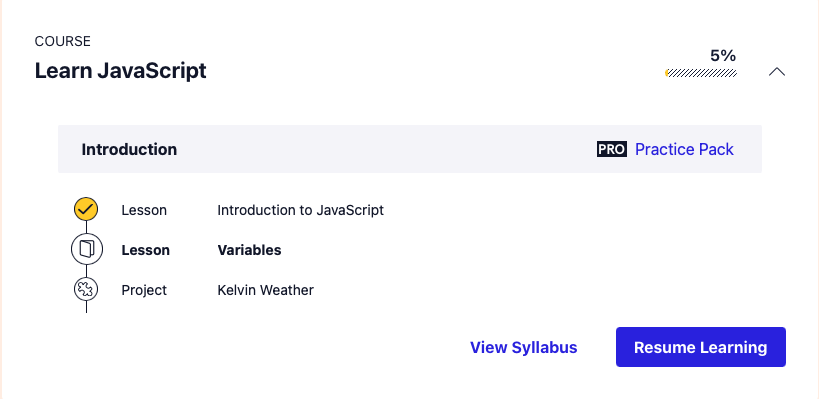 COURSE
Learn JavaScript
5%
Introduction
PRO Practice Pack
Lesson Introduction to JavaScript
Lesson Variables
Project Kelvin Weather
View Syllabus
Resume Learning